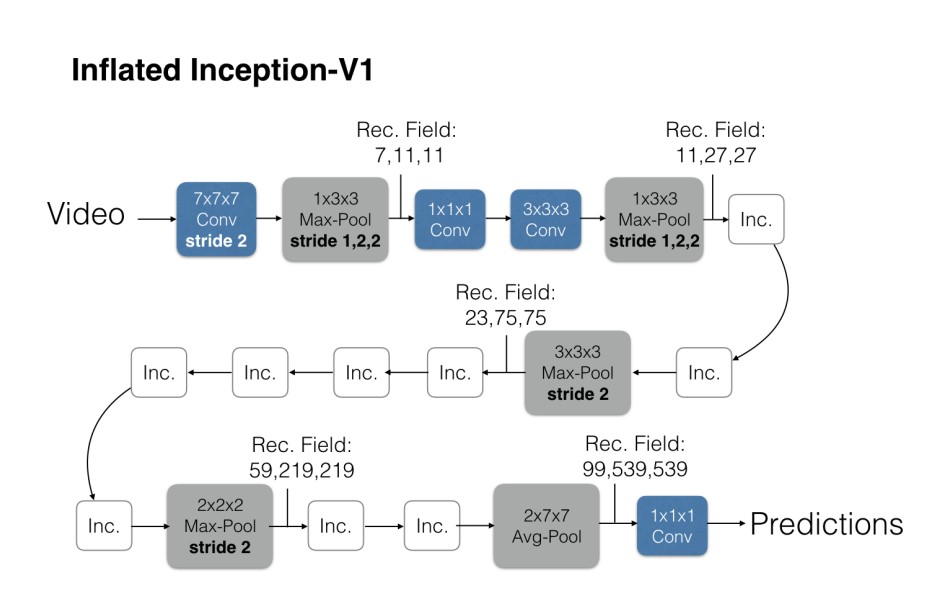 Inflated Inception-V1
Rec. Field:
7,11,11
Rec. Field:
11,27,27
Video
7x7x7
Conv
stride 2
1x3x3
Max-Pool
stride 1,2,2
1x1x1
Conv
3x3x3
Conv
1x3x3
Max-Pool
stride 1,2,2
Inc.
Rec. Field:
23,75,75
Inc.
Inc.
Inc.
Inc.
3x3x3
Max-Pool
stride 2
Inc.
Rec. Field:
59,219,219
Rec. Field:
99,539,539
Inc.
2x2x2
Max-Pool
stride 2
Inc.
Inc.
2x7x7
Avg-Pool
1x1x1
Conv
Predictions